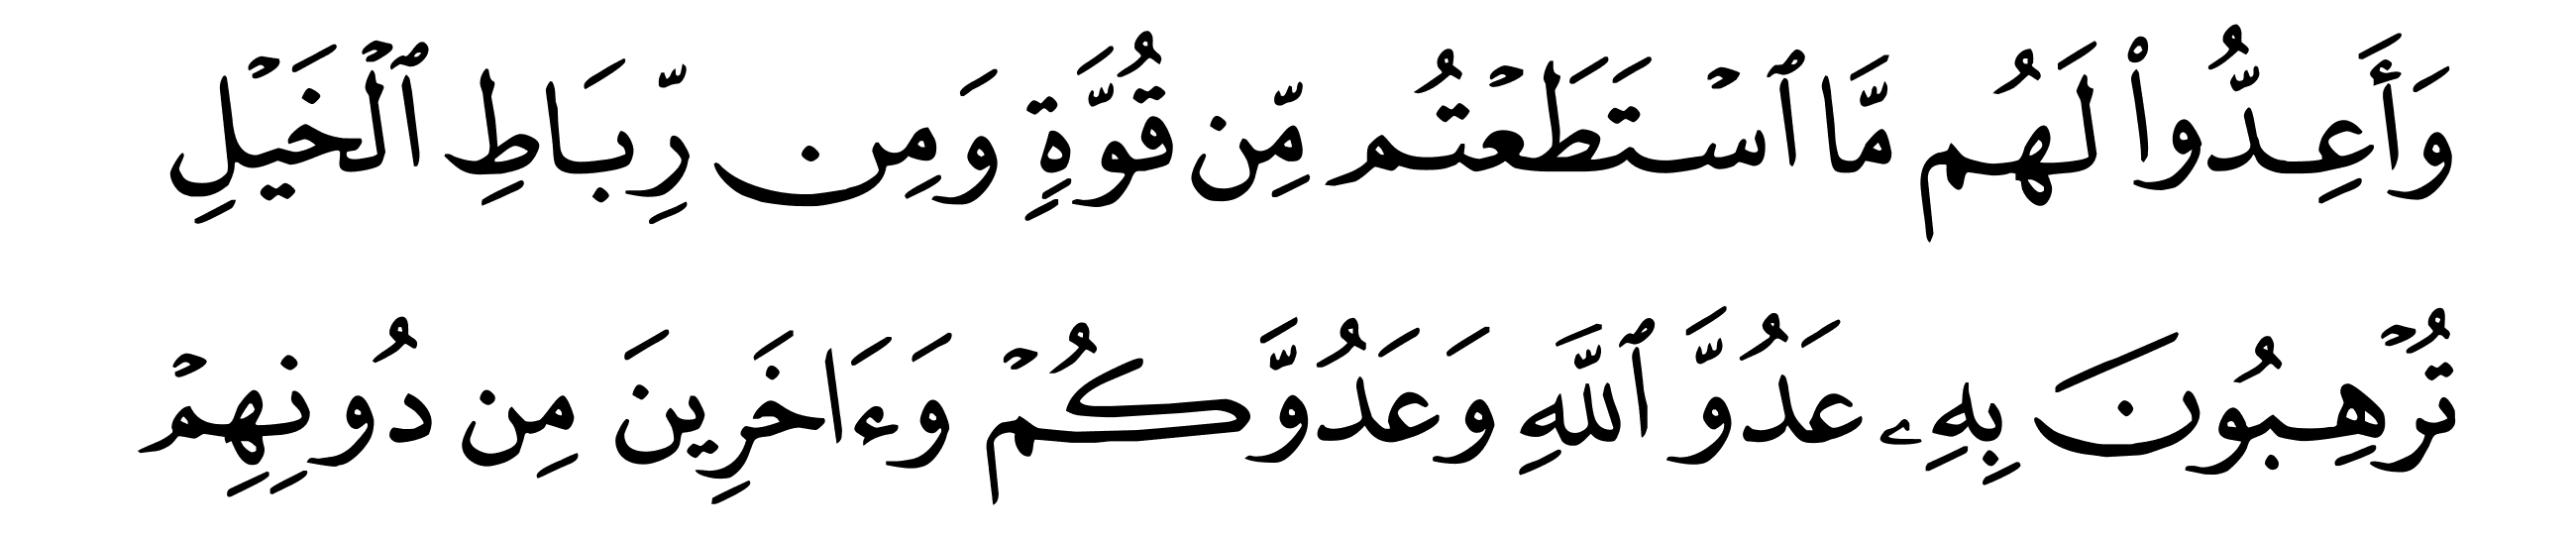 وَأَعِدُّوا۟ لَهُم مَّا ٱسْتَطَعْتُم مِّن قُوَّةٍ وَمِن رِّبَاطِ ٱلْخَيْلِ
تُرْهِبُونَ بِهِۦ عَدُوَّ ٱللَّهِ وَعَدُوَّكُمْ وَءَاخَرِينَ مِن دُونِهِمْ